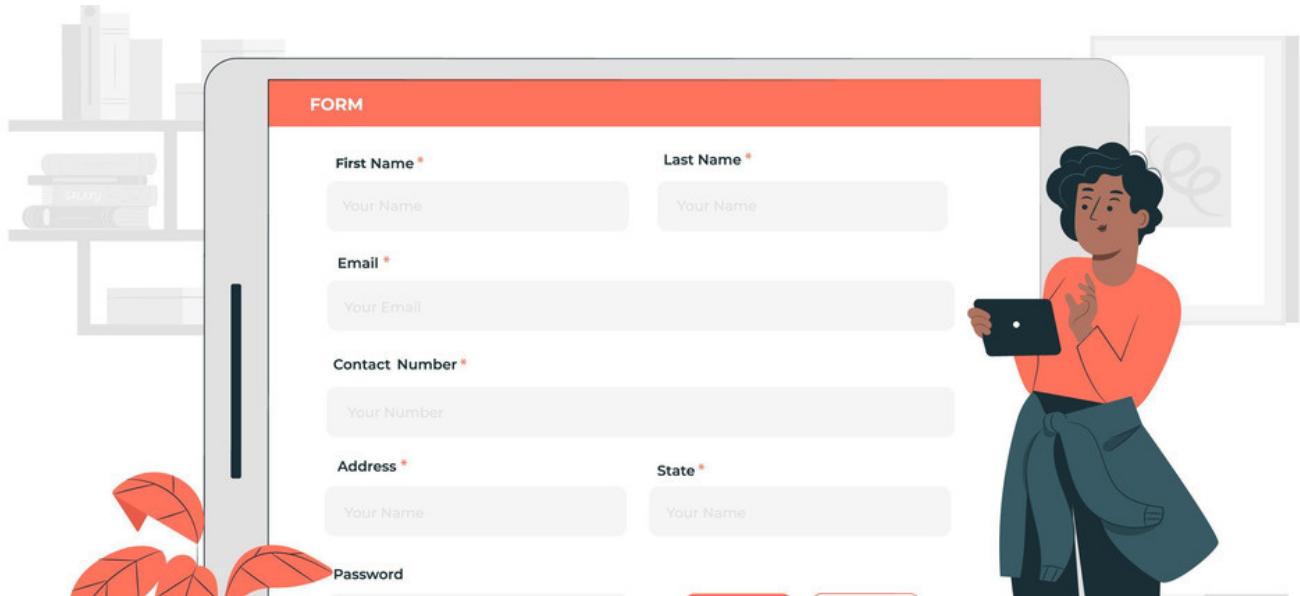 FORM
First Name *
Last Name *
Your Name
Your Name
Email *
Your Email
Contact Number *
Your Number
Address *
State *
Your Name
Your Name
Password
GALAXY